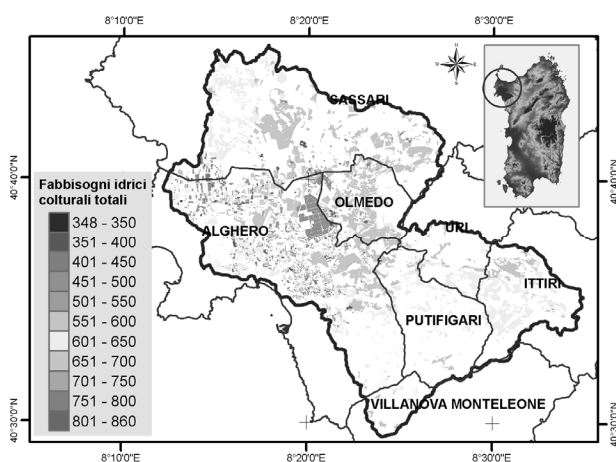 8°10'0"E
8°20'0"E
8°30'0"E
40°40'0"N
40°40'0"N
SASSARI
OLMEDO
ALGHERO
URI
ITTIRI
PUTIFIGARI
VILLANOVA MONTELEONE
Fabbisogni idrici
colturali totali
348 - 350
351 - 400
401 - 450
451 - 500
501 - 550
551 - 600
601 - 650
651 - 700
701 - 750
751 - 800
801 - 860
40°30'0"N
40°30'0"N
8°10'0"E
8°20'0"E
8°30'0"E